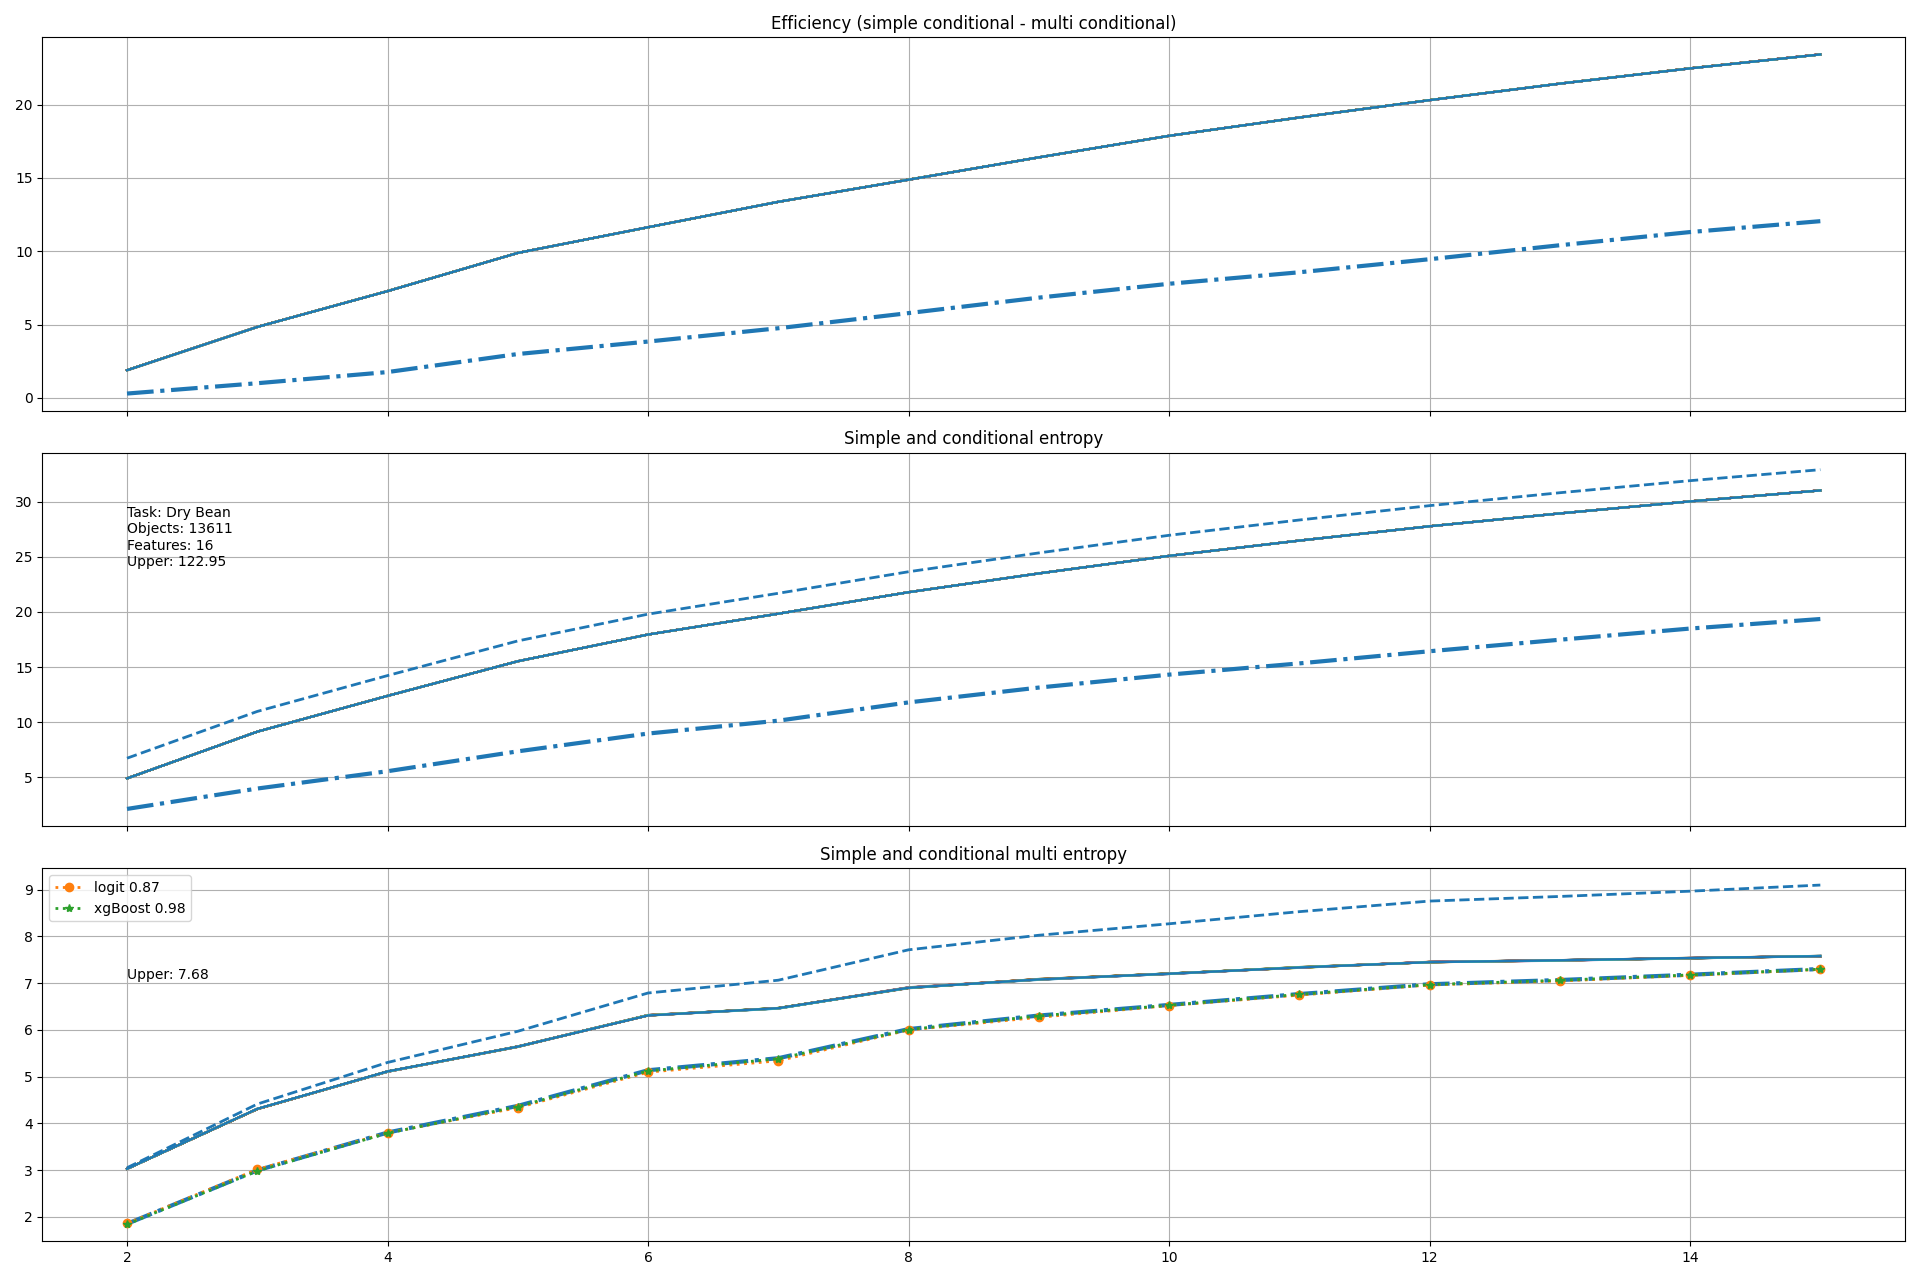 Efficiency (simple conditional - multi conditional)
20
15
10
5
0
Simple and conditional entropy
30
25
20
15
10
5
Task: Dry Bean
Objects: 13611
Features: 16
Upper: 122.95
Simple and conditional multi entropy
9
8
7
6
5
4
3
2
logit 0.87
xgBoost 0.98
Upper: 7.68
2 4 6 8 10 12 14